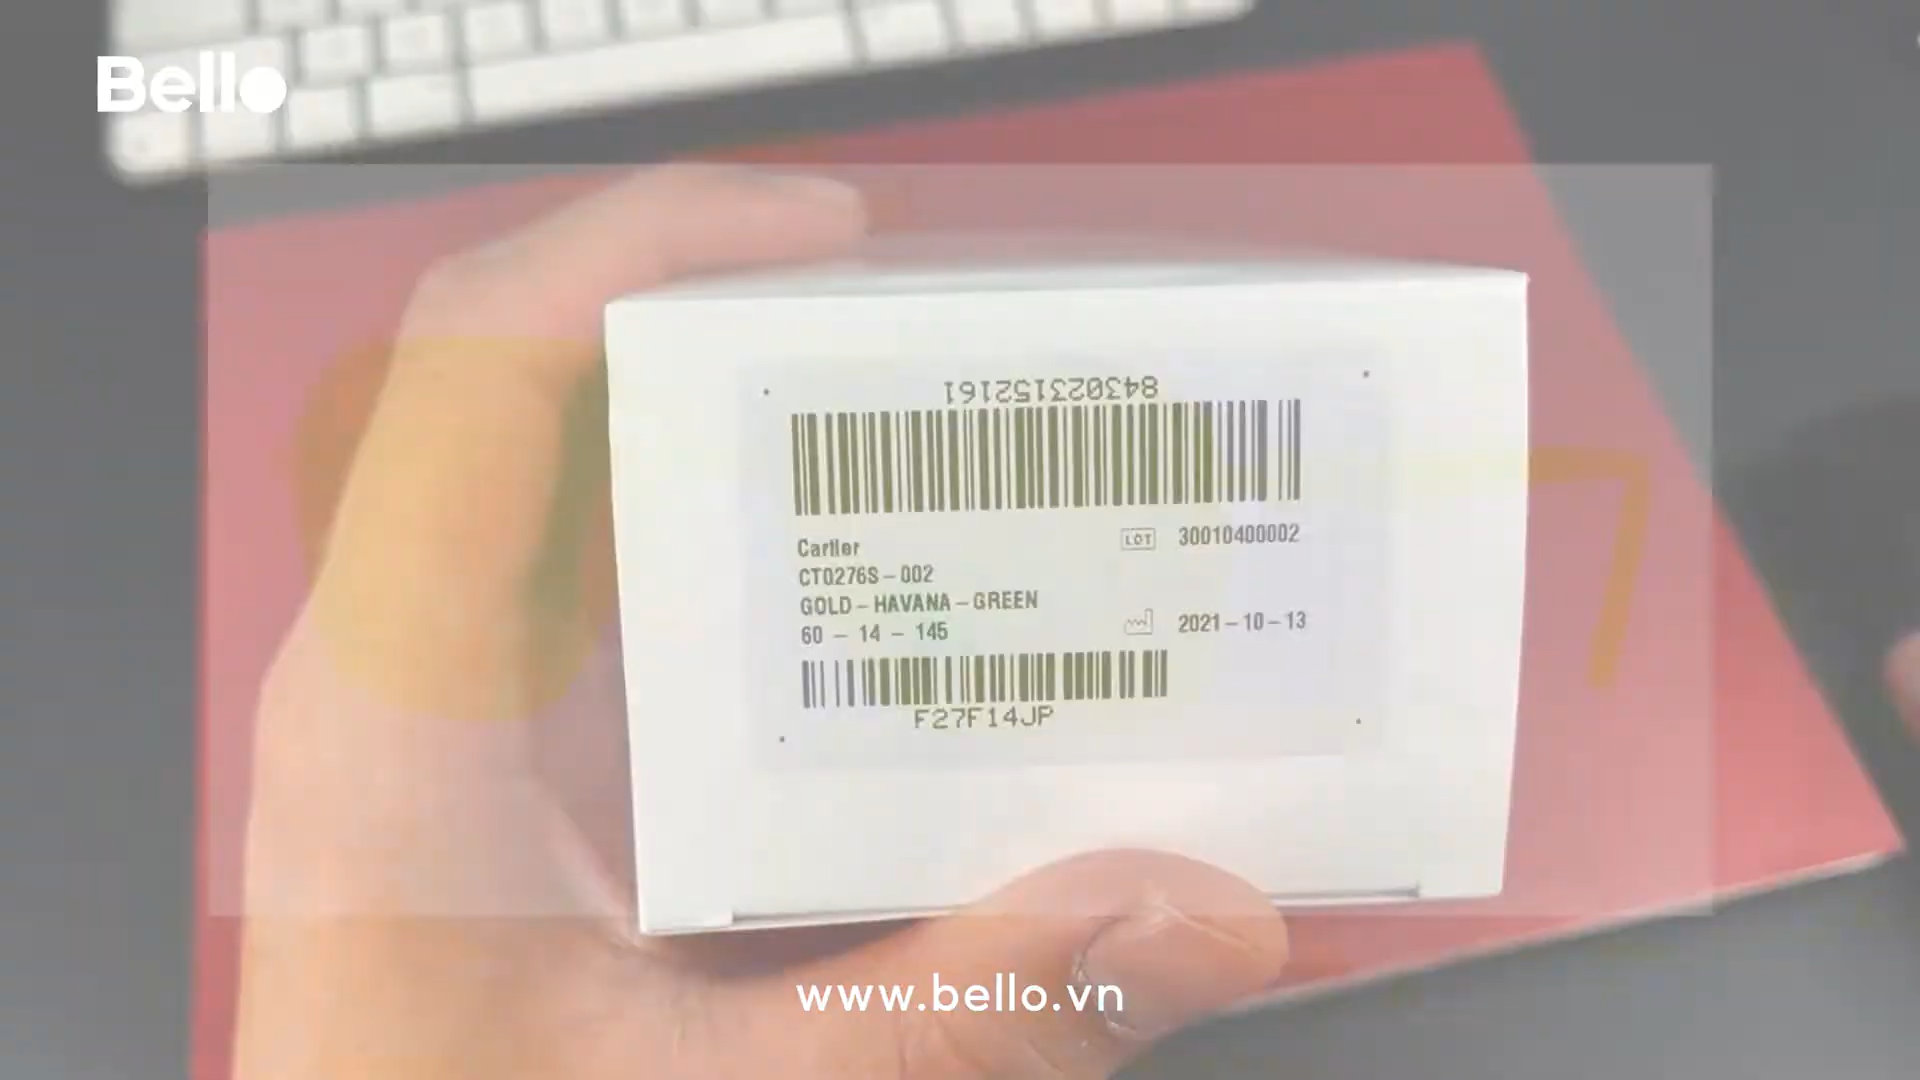 Bello
843023152161
Cartier
CT0276S – 002
GOLD – HAVANA – GREEN
60 – 14 – 145
LOT 30010400002
2021 – 10 – 13
F27F14JP
www.bello.vn